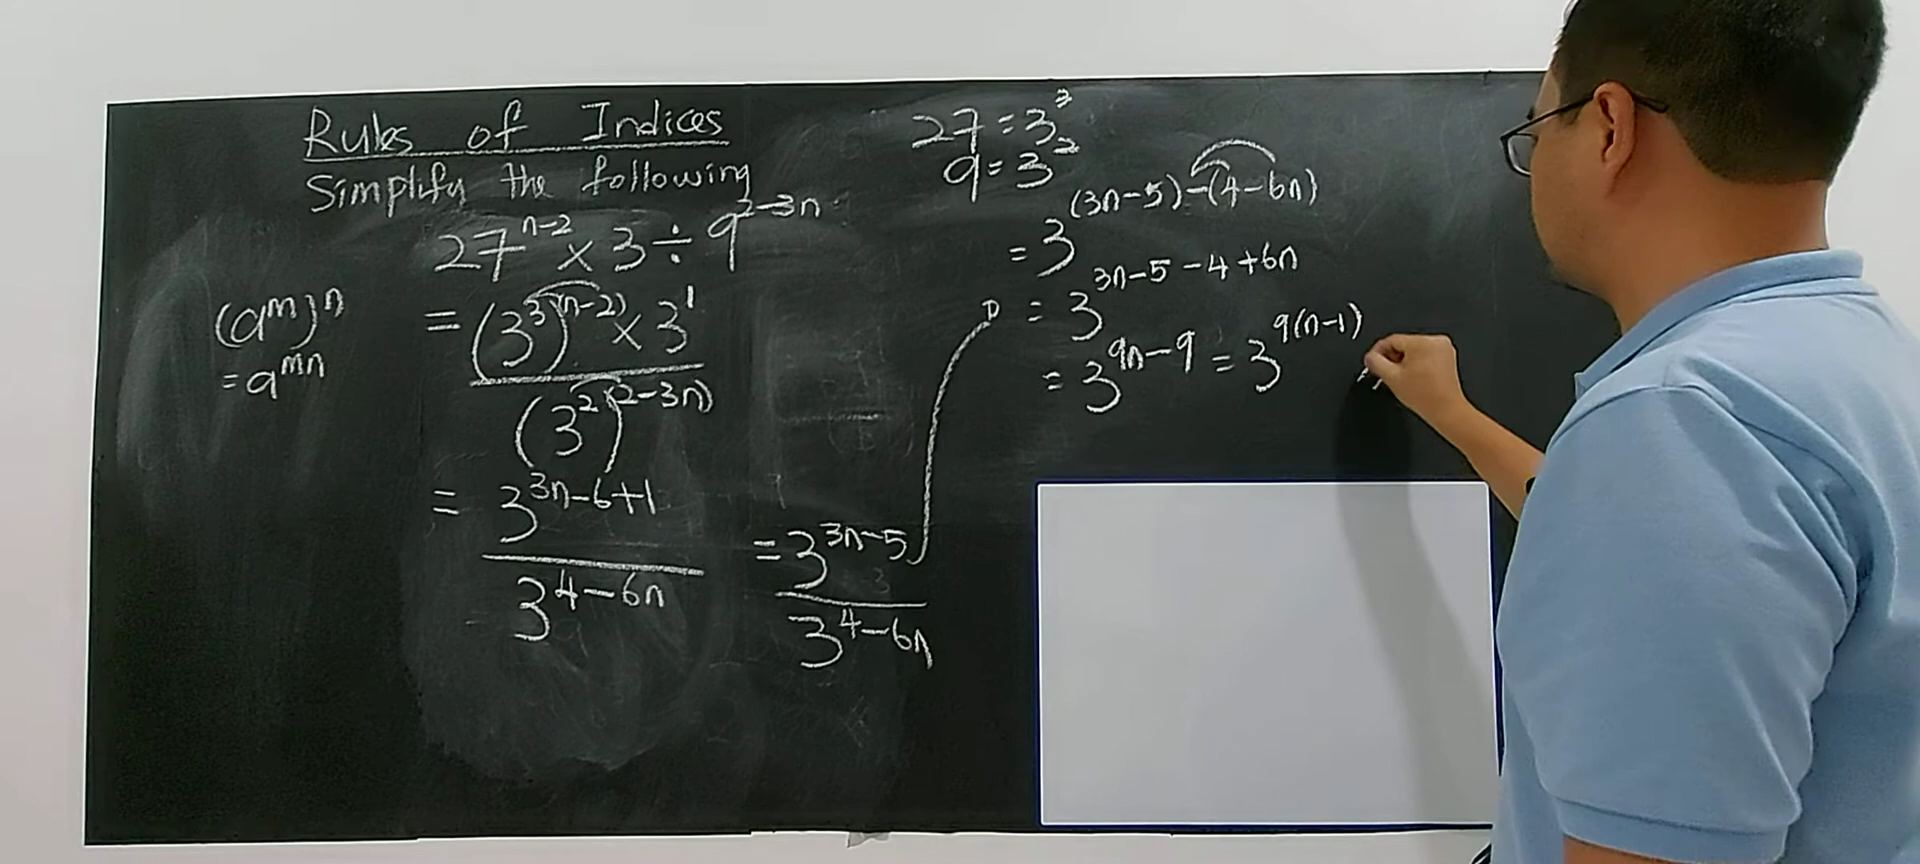 Rules of Indices
Simplify the following
27^{n-2} × 3 ÷ 9^{2-3n}
(a^m)^n
= a^{mn}
= \frac{(3^3)^{(n-2)} × 3^1}{(3^2)^{(2-3n)}}
= \frac{3^{3n-6+1}}{3^{4-6n}}
= \frac{3^{3n-5}}{3^{4-6n}}
27 = 3^3
9 = 3^2
= 3^{(3n-5)-(4-6n)}
= 3^{3n-5-4+6n}
= 3^{9n-9} = 3^{9(n-1)}